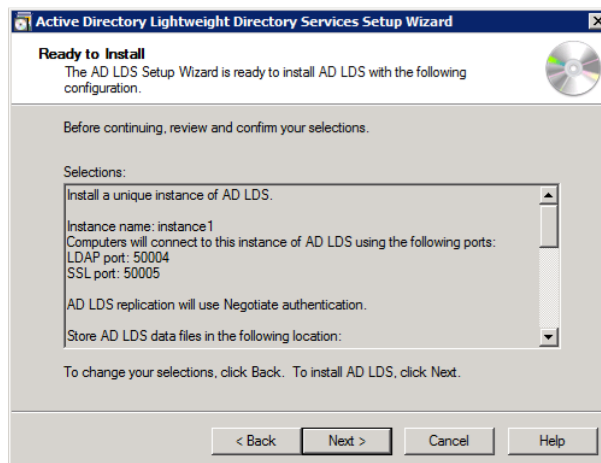 Active Directory Lightweight Directory Services Setup Wizard
Ready to Install
The AD LDS Setup Wizard is ready to install AD LDS with the following
configuration.
Before continuing, review and confirm your selections.
Selections:
Install a unique instance of AD LDS.
Instance name: instance1
Computers will connect to this instance of AD LDS using the following ports:
LDAP port: 50004
SSL port: 50005
AD LDS replication will use Negotiate authentication.
Store AD LDS data files in the following location:
To change your selections, click Back. To install AD LDS, click Next.
< Back Next > Cancel Help